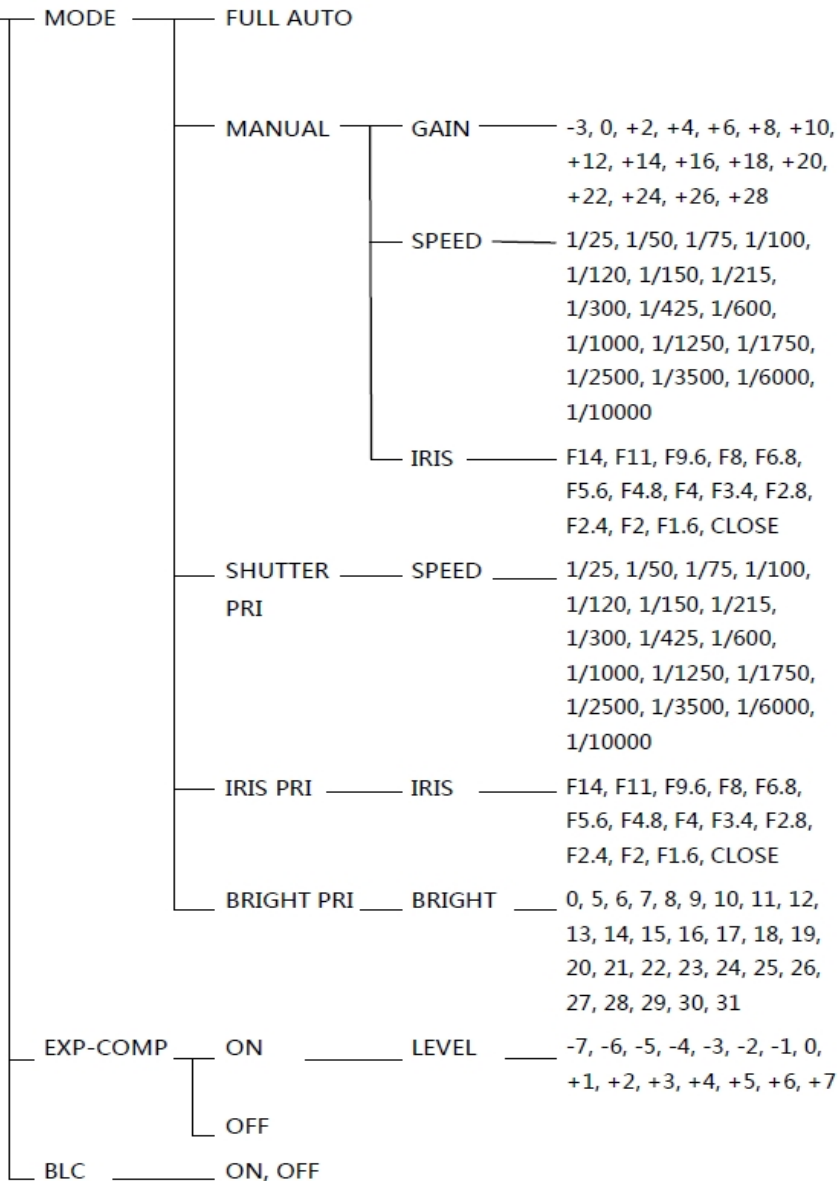 MODE FULL AUTO
MANUAL GAIN -3, 0, +2, +4, +6, +8, +10,
+12, +14, +16, +18, +20,
+22, +24, +26, +28
SPEED 1/25, 1/50, 1/75, 1/100,
1/120, 1/150, 1/215,
1/300, 1/425, 1/600,
1/1000, 1/1250, 1/1750,
1/2500, 1/3500, 1/6000,
1/10000
IRIS F14, F11, F9.6, F8, F6.8,
F5.6, F4.8, F4, F3.4, F2.8,
F2.4, F2, F1.6, CLOSE
SHUTTER SPEED 1/25, 1/50, 1/75, 1/100,
PRI 1/120, 1/150, 1/215,
1/300, 1/425, 1/600,
1/1000, 1/1250, 1/1750,
1/2500, 1/3500, 1/6000,
1/10000
IRIS PRI IRIS F14, F11, F9.6, F8, F6.8,
F5.6, F4.8, F4, F3.4, F2.8,
F2.4, F2, F1.6, CLOSE
BRIGHT PRI BRIGHT 0, 5, 6, 7, 8, 9, 10, 11, 12,
13, 14, 15, 16, 17, 18, 19,
20, 21, 22, 23, 24, 25, 26,
27, 28, 29, 30, 31
EXP-COMP ON LEVEL -7, -6, -5, -4, -3, -2, -1, 0,
+1, +2, +3, +4, +5, +6, +7
OFF
BLC ON, OFF